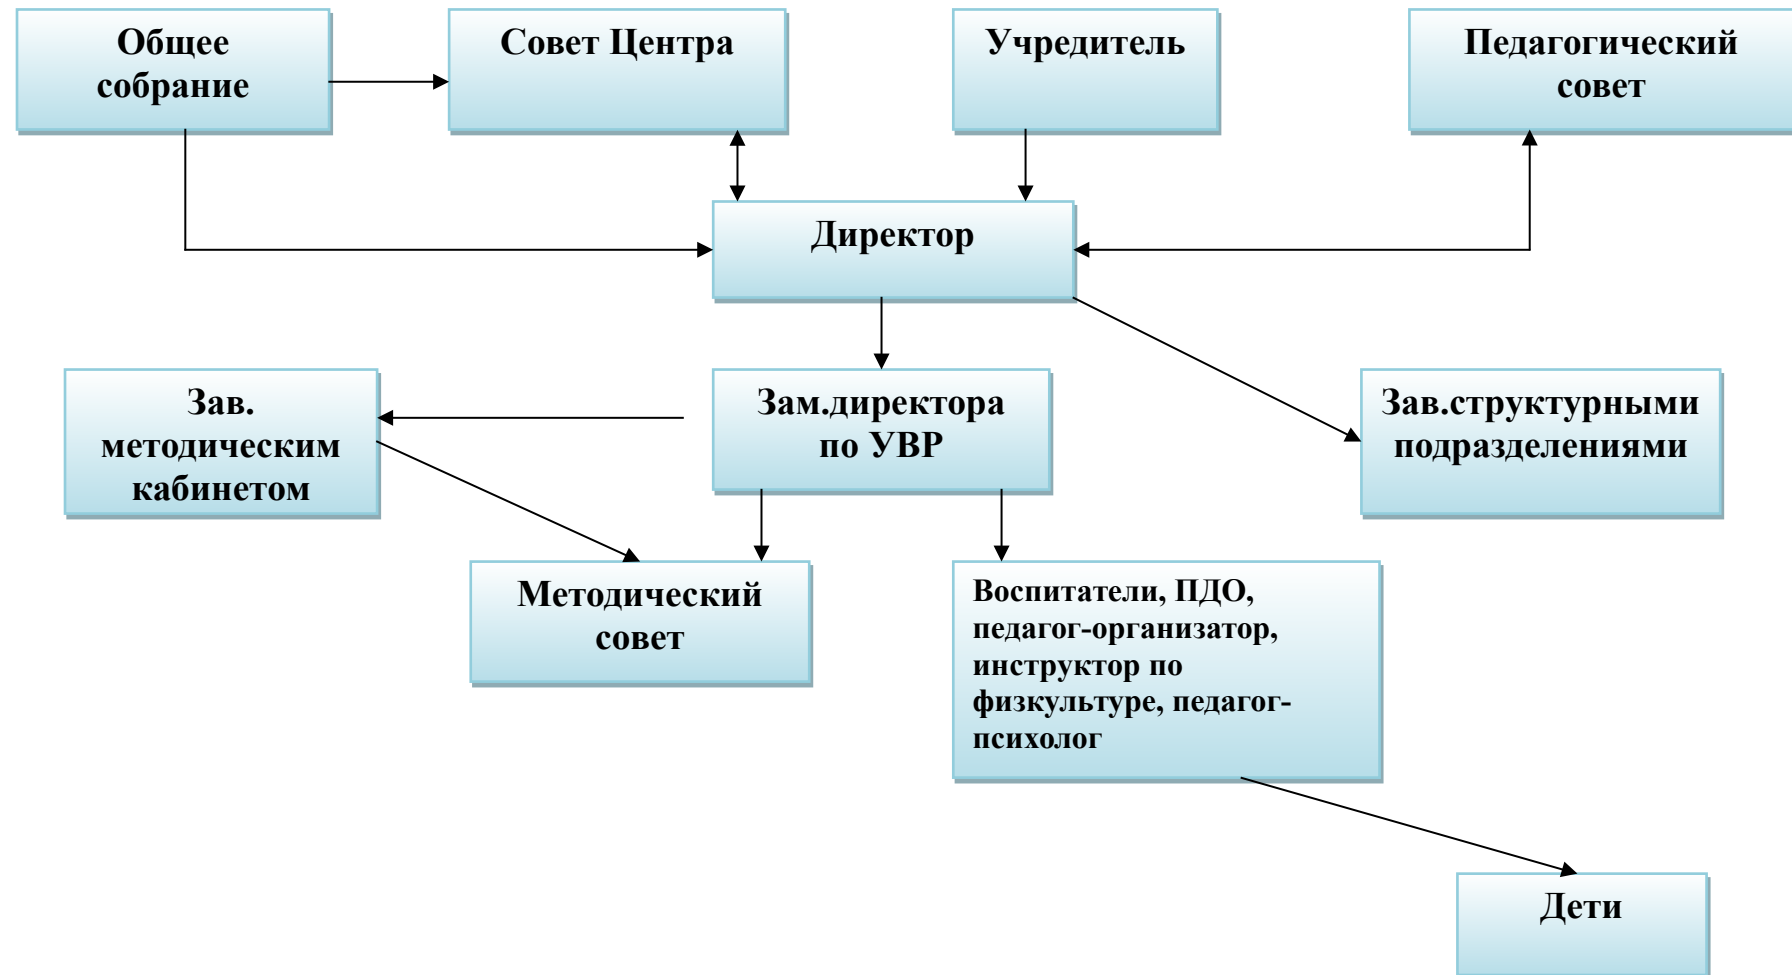 Общее
собрание
Совет Центра
Учредитель
Педагогический
совет
Директор
Зав.
методическим
кабинетом
Зам.директора
по УВР
Зав.структурными
подразделениями
Методический
совет
Воспитатели, ПДО,
педагог-организатор,
инструктор по
физкультуре, педагог-
психолог
Дети